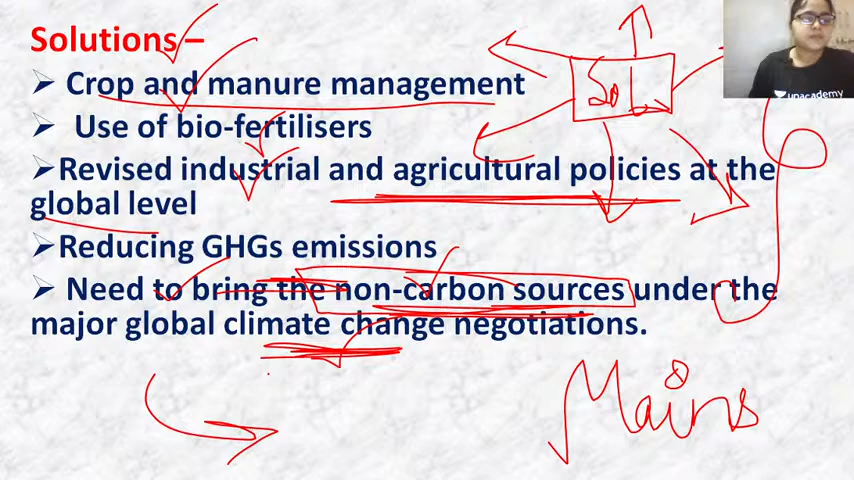 Solutions –
➢ Crop and manure management
➢ Use of bio-fertilisers
➢Revised industrial and agricultural policies at the
global level
➢Reducing GHGs emissions
➢ Need to bring the non-carbon sources under the
major global climate change negotiations.
Mains
unacademy